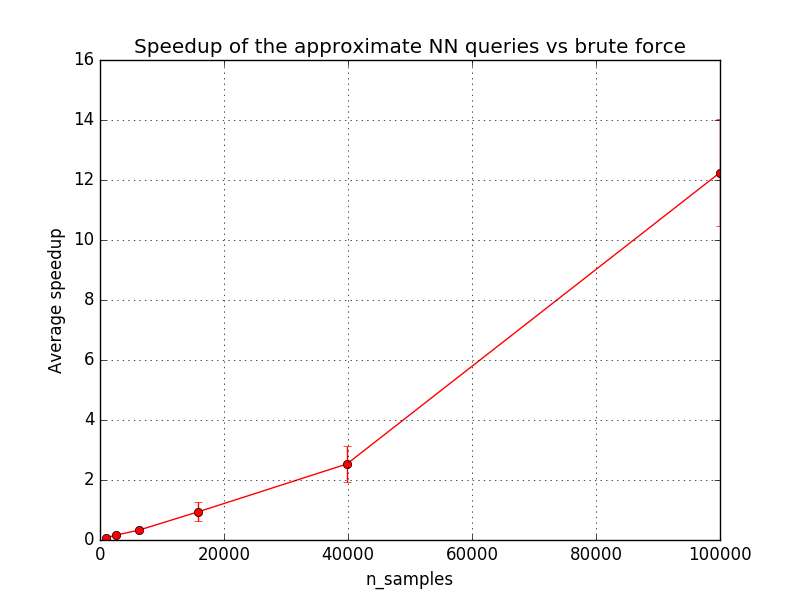 Speedup of the approximate NN queries vs brute force
16
14
12
10
8
6
4
2
0
Average speedup
0 20000 40000 60000 80000 100000
n_samples